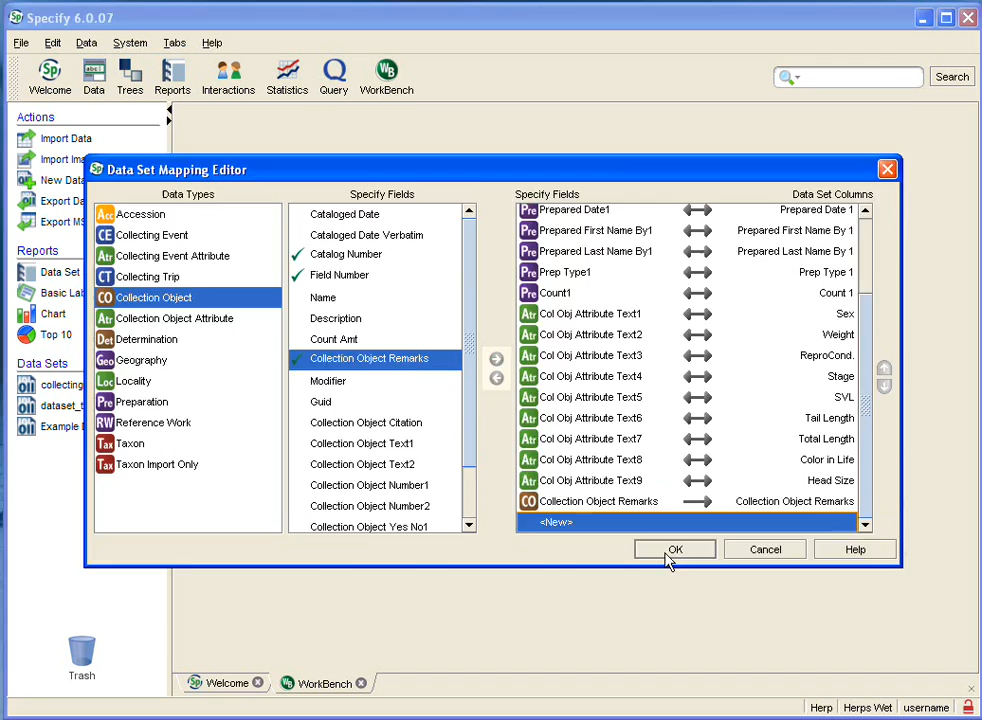 Specify 6.0.07
File Edit Data System Tabs Help
Welcome Data Trees Reports Interactions Statistics Query WorkBench
Search
Actions
Import Data
Import Ima
New Data
Export Da
Export MS
Reports
Data Set
Basic Lab
Chart
Top 10
Data Sets
collecting
dataset_t
Example E
Trash
Data Set Mapping Editor
Data Types
Accession
Collecting Event
Collecting Event Attribute
Collecting Trip
Collection Object
Collection Object Attribute
Determination
Geography
Locality
Preparation
Reference Work
Taxon
Taxon Import Only
Specify Fields
Cataloged Date
Cataloged Date Verbatim
Catalog Number
Field Number
Name
Description
Count Amt
Collection Object Remarks
Modifier
Guid
Collection Object Citation
Collection Object Text1
Collection Object Text2
Collection Object Number1
Collection Object Number2
Collection Object Yes No1
Specify Fields Data Set Columns
Prepared Date1 Prepared Date 1
Prepared First Name By1 Prepared First Name By 1
Prepared Last Name By1 Prepared Last Name By 1
Prep Type1 Prep Type 1
Count1 Count 1
Col Obj Attribute Text1 Sex
Col Obj Attribute Text2 Weight
Col Obj Attribute Text3 ReproCond.
Col Obj Attribute Text4 Stage
Col Obj Attribute Text5 SVL
Col Obj Attribute Text6 Tail Length
Col Obj Attribute Text7 Total Length
Col Obj Attribute Text8 Color in Life
Col Obj Attribute Text9 Head Size
Collection Object Remarks Collection Object Remarks
<New>
OK Cancel Help
Welcome WorkBench
Herp Herps Wet username